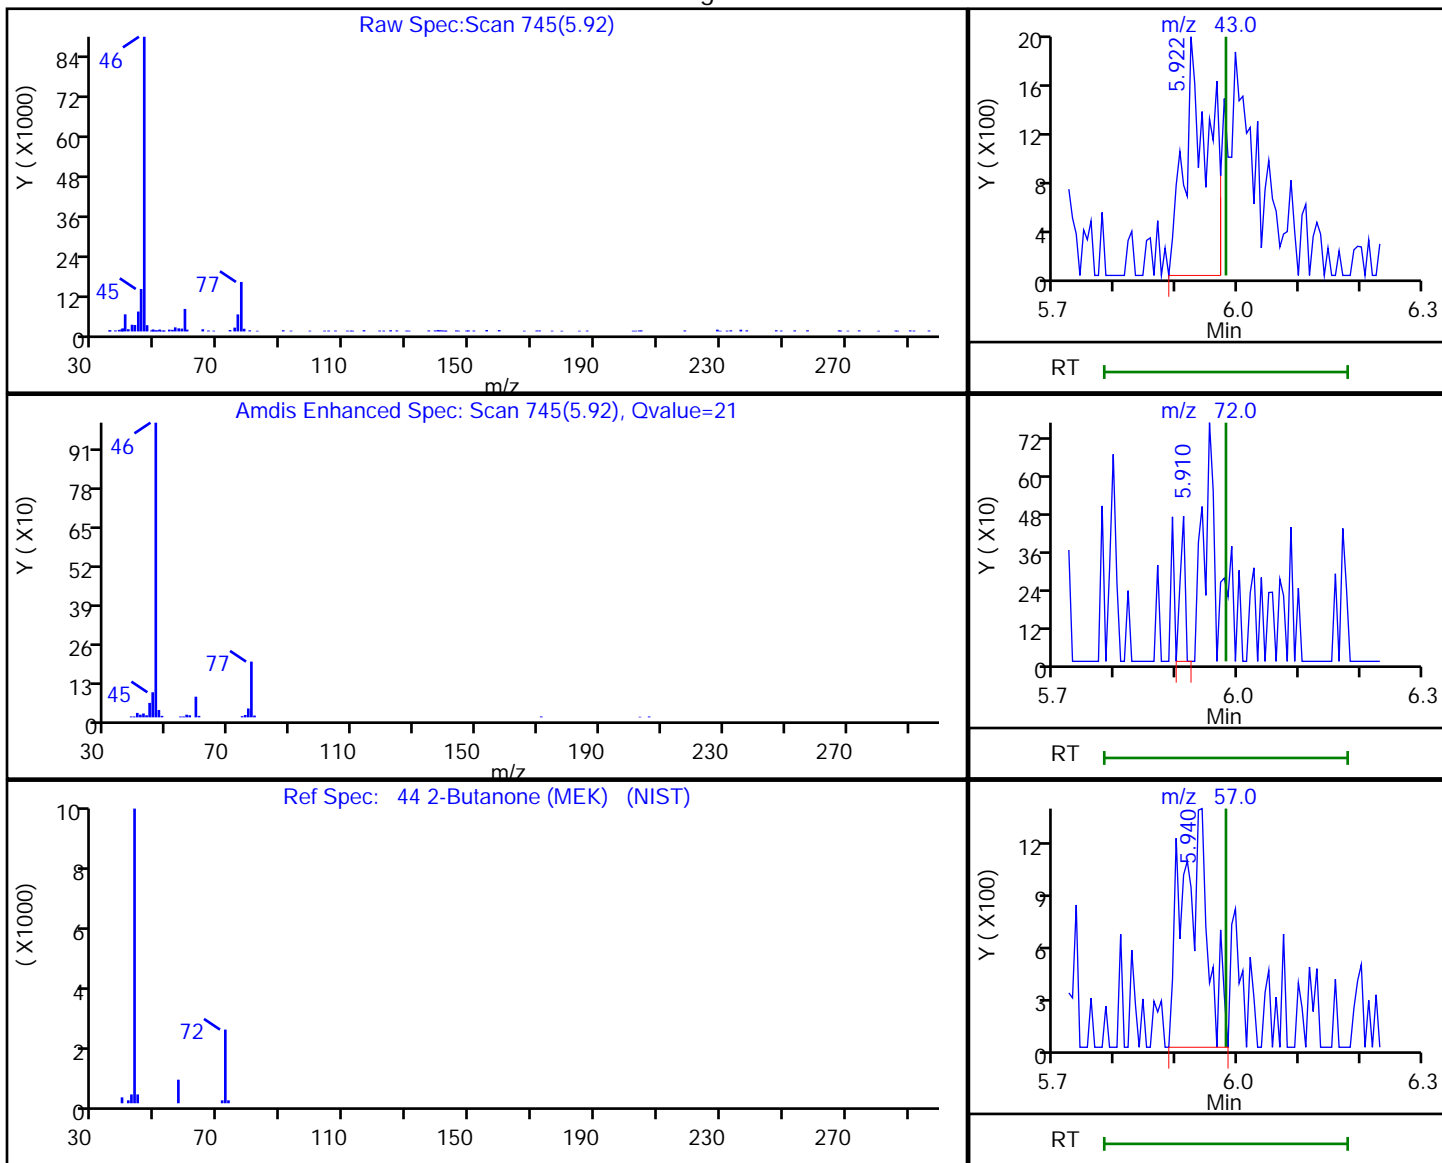 Raw Spec:Scan 745(5.92)
Y ( X1000)
84
72
60
48
36
24
12
0
46
45
77
30 70 110 150 190 230 270
m/z
m/z 43.0
Y ( X100)
20
16
12
8
4
0
5.922
5.7 6.0 6.3
Min
RT
Amdis Enhanced Spec: Scan 745(5.92), Qvalue=21
Y ( X10)
91
78
65
52
39
26
13
0
46
45
77
30 70 110 150 190 230 270
m/z
m/z 72.0
Y ( X10)
72
60
48
36
24
12
0
5.910
5.7 6.0 6.3
Min
RT
Ref Spec: 44 2-Butanone (MEK) (NIST)
( X1000)
10
8
6
4
2
0
72
30 70 110 150 190 230 270
m/z 57.0
Y ( X100)
12
9
6
3
0
5.940
5.7 6.0 6.3
Min
RT